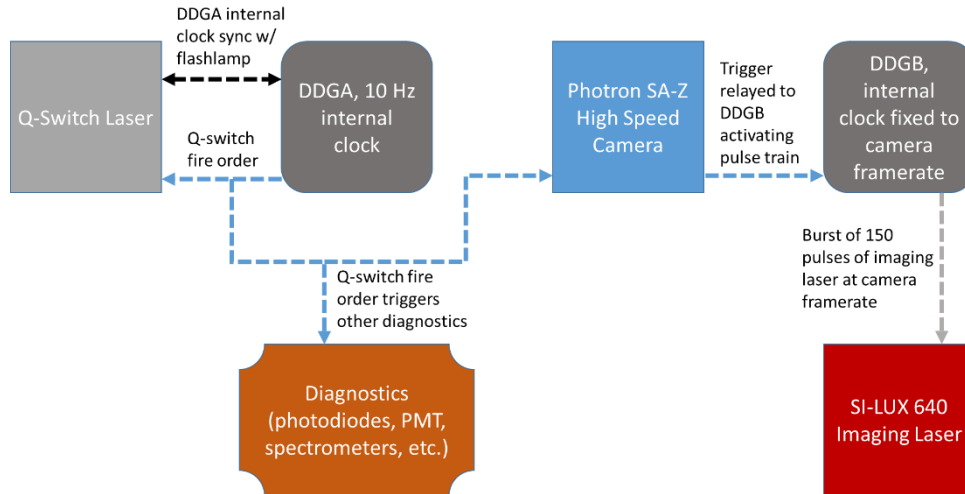 DDGA internal
clock sync w/
flashlamp
Q-Switch Laser
DDGA, 10 Hz
internal
clock
Q-switch
fire order
Photron SA-Z
High Speed
Camera
Trigger
relayed to
DDGB
activating
pulse train
DDGB,
internal
clock fixed to
camera
framerate
Q-switch fire
order triggers
other diagnostics
Burst of 150
pulses of imaging
laser at camera
framerate
Diagnostics
(photodiodes, PMT,
spectrometers, etc.)
SI-LUX 640
Imaging Laser